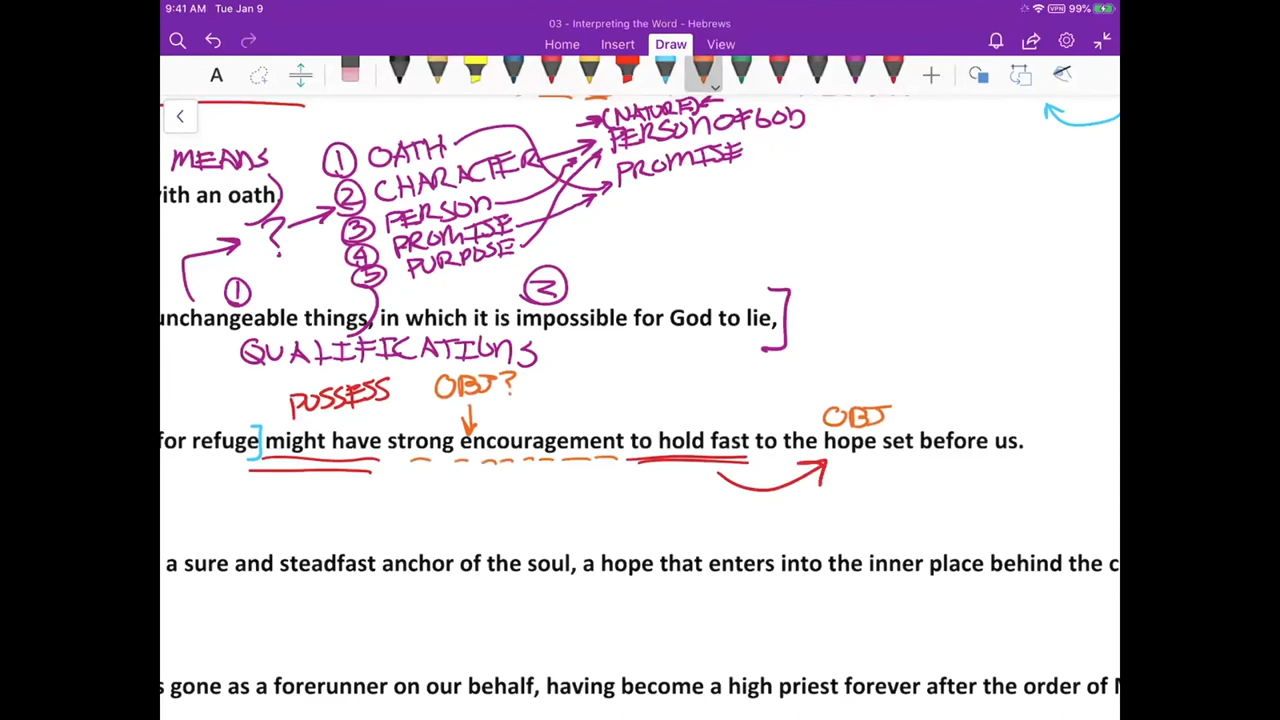 9:41 AM Tue Jan 9
VPN 99%
03 - Interpreting the Word - Hebrews
Home Insert Draw View
A
(NATURE)
MEANS
1 OATH
PERSON OF GOD
2 CHARACTER
PROMISE
with an oath
3 PERSON
?
4 PROMISE
5 PURPOSE
1
2
unchangeable things, in which it is impossible for God to lie,
QUALIFICATIONS
POSSESS
OBJ?
OBJ
for refuge] might have strong encouragement to hold fast to the hope set before us.
a sure and steadfast anchor of the soul, a hope that enters into the inner place behind the c
s gone as a forerunner on our behalf, having become a high priest forever after the order of